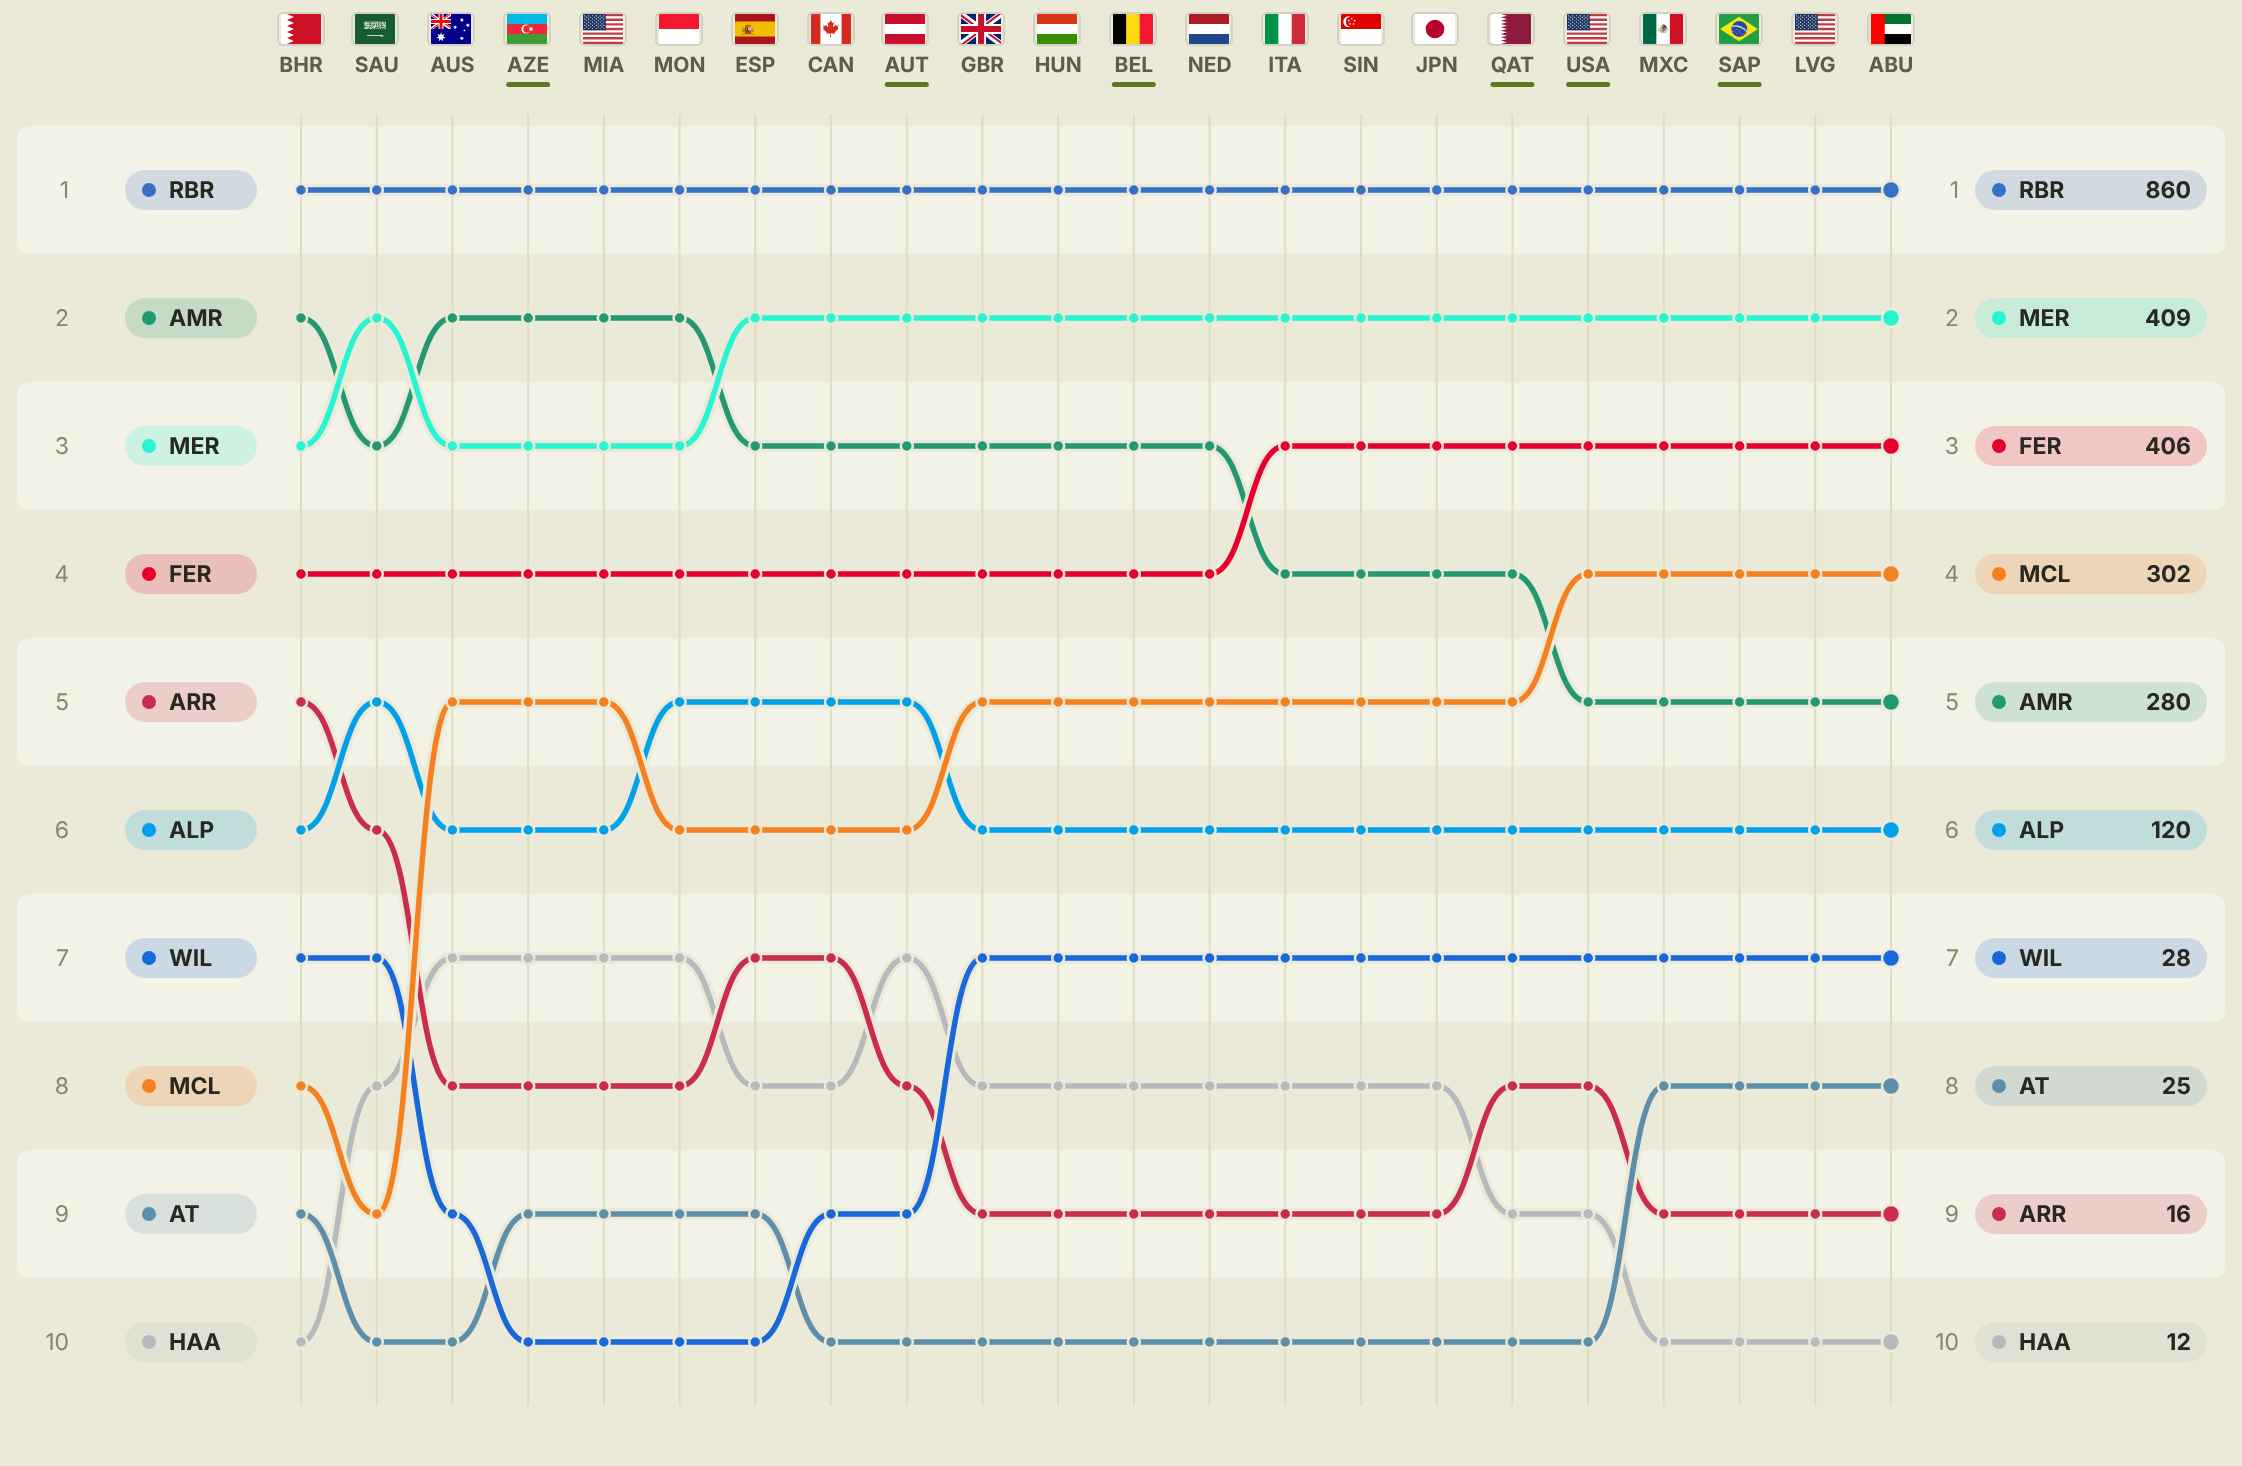 BHR SAU AUS AZE MIA MON ESP CAN AUT GBR HUN BEL NED ITA SIN JPN QAT USA MXC SAP LVG ABU
1 RBR 1 RBR 860
2 AMR 2 MER 409
3 MER 3 FER 406
4 FER 4 MCL 302
5 ARR 5 AMR 280
6 ALP 6 ALP 120
7 WIL 7 WIL 28
8 MCL 8 AT 25
9 AT 9 ARR 16
10 HAA 10 HAA 12